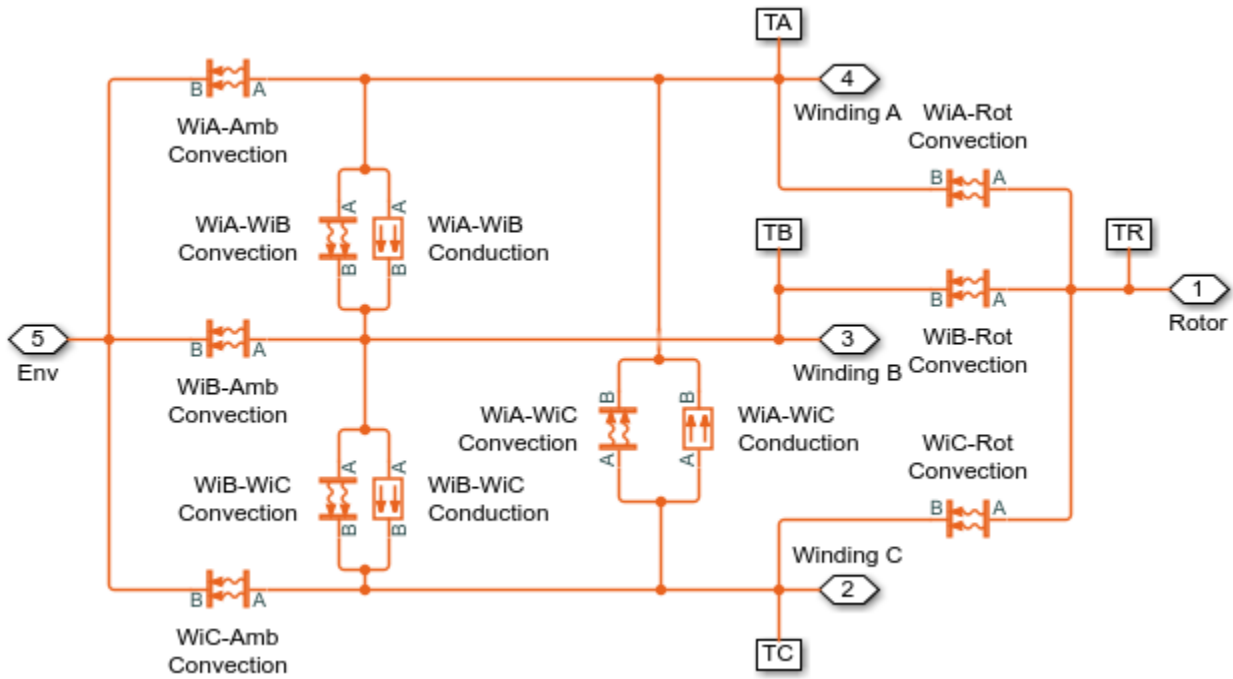 TA
B
A
4
WiA-Amb
Convection
Winding A
WiA-Rot
Convection
B
A
A
A
WiA-WiB
Convection
WiA-WiB
Conduction
B
B
TB
TR
B
A
1
Rotor
5
Env
B
A
3
Winding B
WiB-Rot
Convection
WiB-Amb
Convection
B
B
WiA-WiC
Convection
WiA-WiC
Conduction
A
A
WiC-Rot
Convection
A
A
WiB-WiC
Convection
WiB-WiC
Conduction
B
B
B
A
Winding C
2
B
A
WiC-Amb
Convection
TC